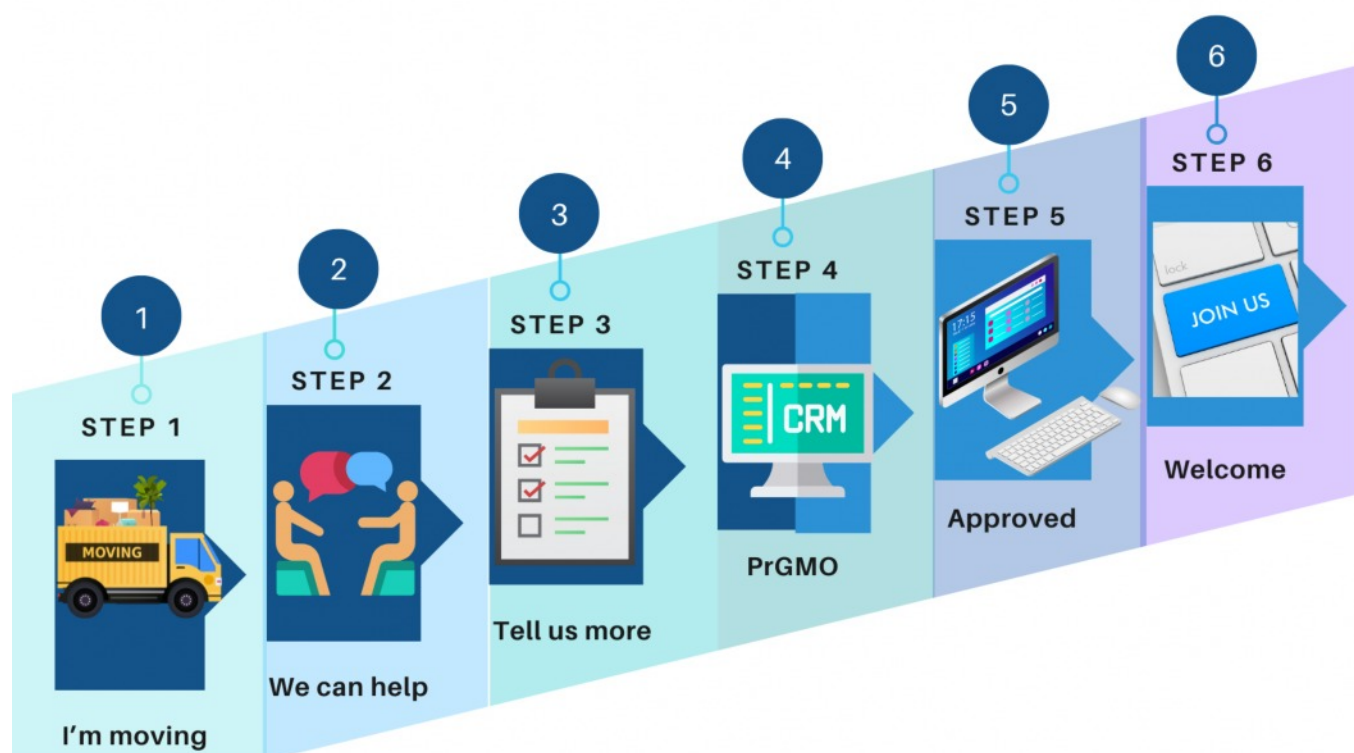 1
STEP 1
MOVING
I'm moving
2
STEP 2
We can help
3
STEP 3
Tell us more
4
STEP 4
CRM
PrGMO
5
STEP 5
17:15
Approved
6
STEP 6
lock
JOIN US
Welcome